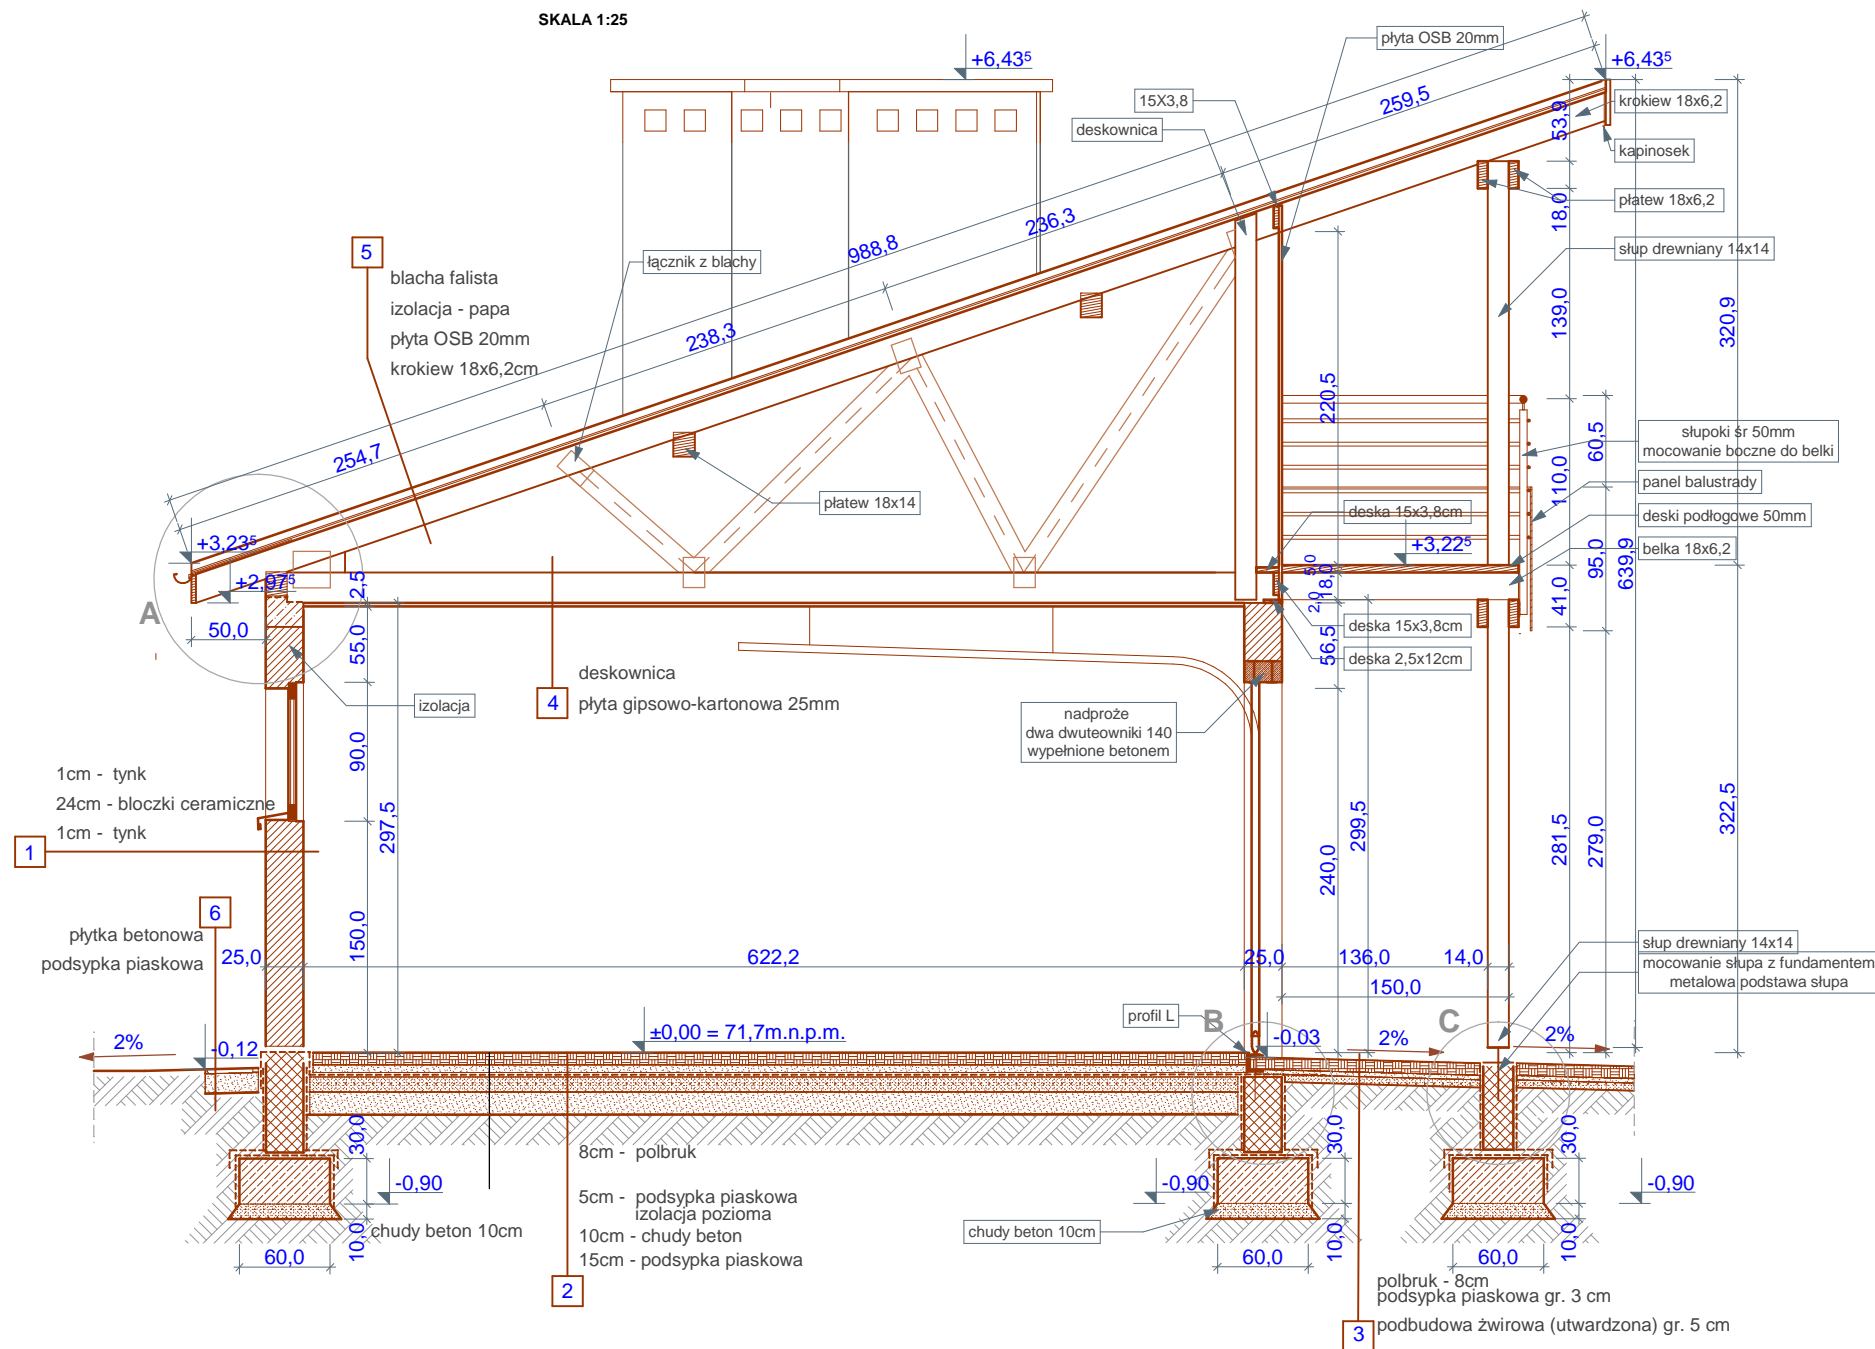 SKALA 1:25
+6,43⁵
+6,43⁵
płyta OSB 20mm
15X3,8
deskownica
259,5
53,9
krokiew 18x6,2
kapinosek
płatew 18x6,2
18,0
słup drewniany 14x14
236,3
988,8
238,3
254,7
łącznik z blachy
5
blacha falista
izolacja - papa
płyta OSB 20mm
krokiew 18x6,2cm
139,0
320,9
220,5
60,5
110,0
słupoki śr 50mm
mocowanie boczne do belki
panel balustrady
deski podłogowe 50mm
belka 18x6,2
płatew 18x14
deska 15x3,8cm
+3,22⁵
+3,23⁵
+2,97⁵
A
50,0
2,5
55,0
5,0
18,0
2,0
56,5
41,0
95,0
639,9
deska 15x3,8cm
deska 2,5x12cm
izolacja
4
deskownica
płyta gipsowo-kartonowa 25mm
nadproże
dwa dwuteowniki 140
wypełnione betonem
90,0
297,5
1cm - tynk
24cm - bloczki ceramiczne
1cm - tynk
1
299,5
240,0
281,5
279,0
322,5
6
płytka betonowa
podsypka piaskowa
150,0
25,0
622,2
25,0
136,0
14,0
150,0
słup drewniany 14x14
mocowanie słupa z fundamentem
metalowa podstawa słupa
profil L
B
C
±0,00 = 71,7m.n.p.m.
-0,03
2%
2%
2%
-0,12
30,0
10,0
-0,90
60,0
chudy beton 10cm
8cm - polbruk
5cm - podsypka piaskowa
izolacja pozioma
10cm - chudy beton
15cm - podsypka piaskowa
2
-0,90
30,0
10,0
60,0
chudy beton 10cm
30,0
10,0
60,0
-0,90
polbruk - 8cm
podsypka piaskowa gr. 3 cm
podbudowa żwirowa (utwardzona) gr. 5 cm
3